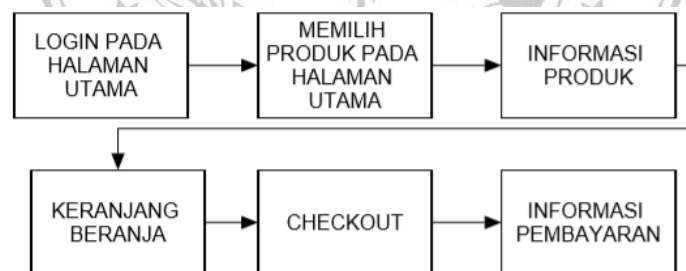 LOGIN PADA
HALAMAN
UTAMA
MEMILIH
PRODUK PADA
HALAMAN
UTAMA
INFORMASI
PRODUK
KERANJANG
BERANJA
CHECKOUT
INFORMASI
PEMBAYARAN